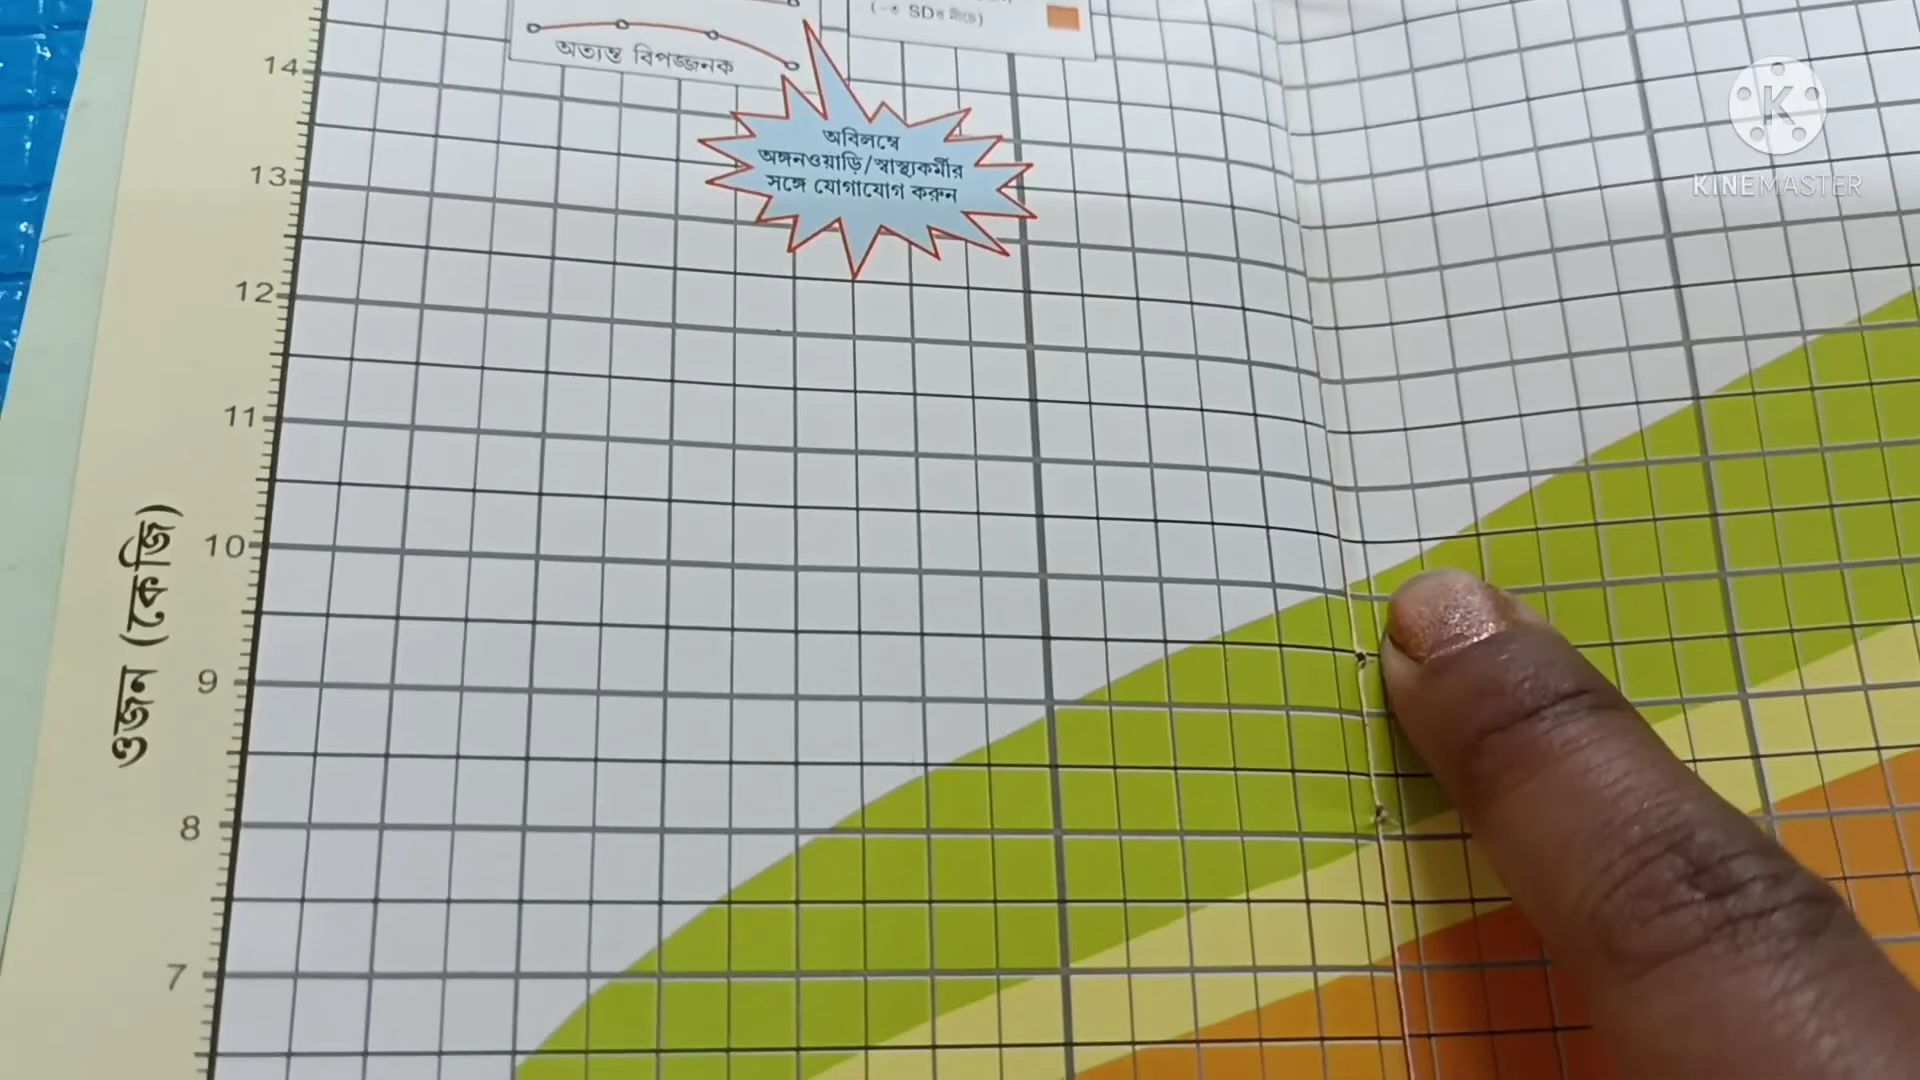 SD
অত্যন্ত বিপজ্জনক
অবিলম্বে
অঙ্গনওয়াড়ি/স্বাস্থ্যকর্মীর
সঙ্গে যোগাযোগ করুন
K
KINEMASTER
14
13
12
11
10
9
8
7
ওজন (কেজি)